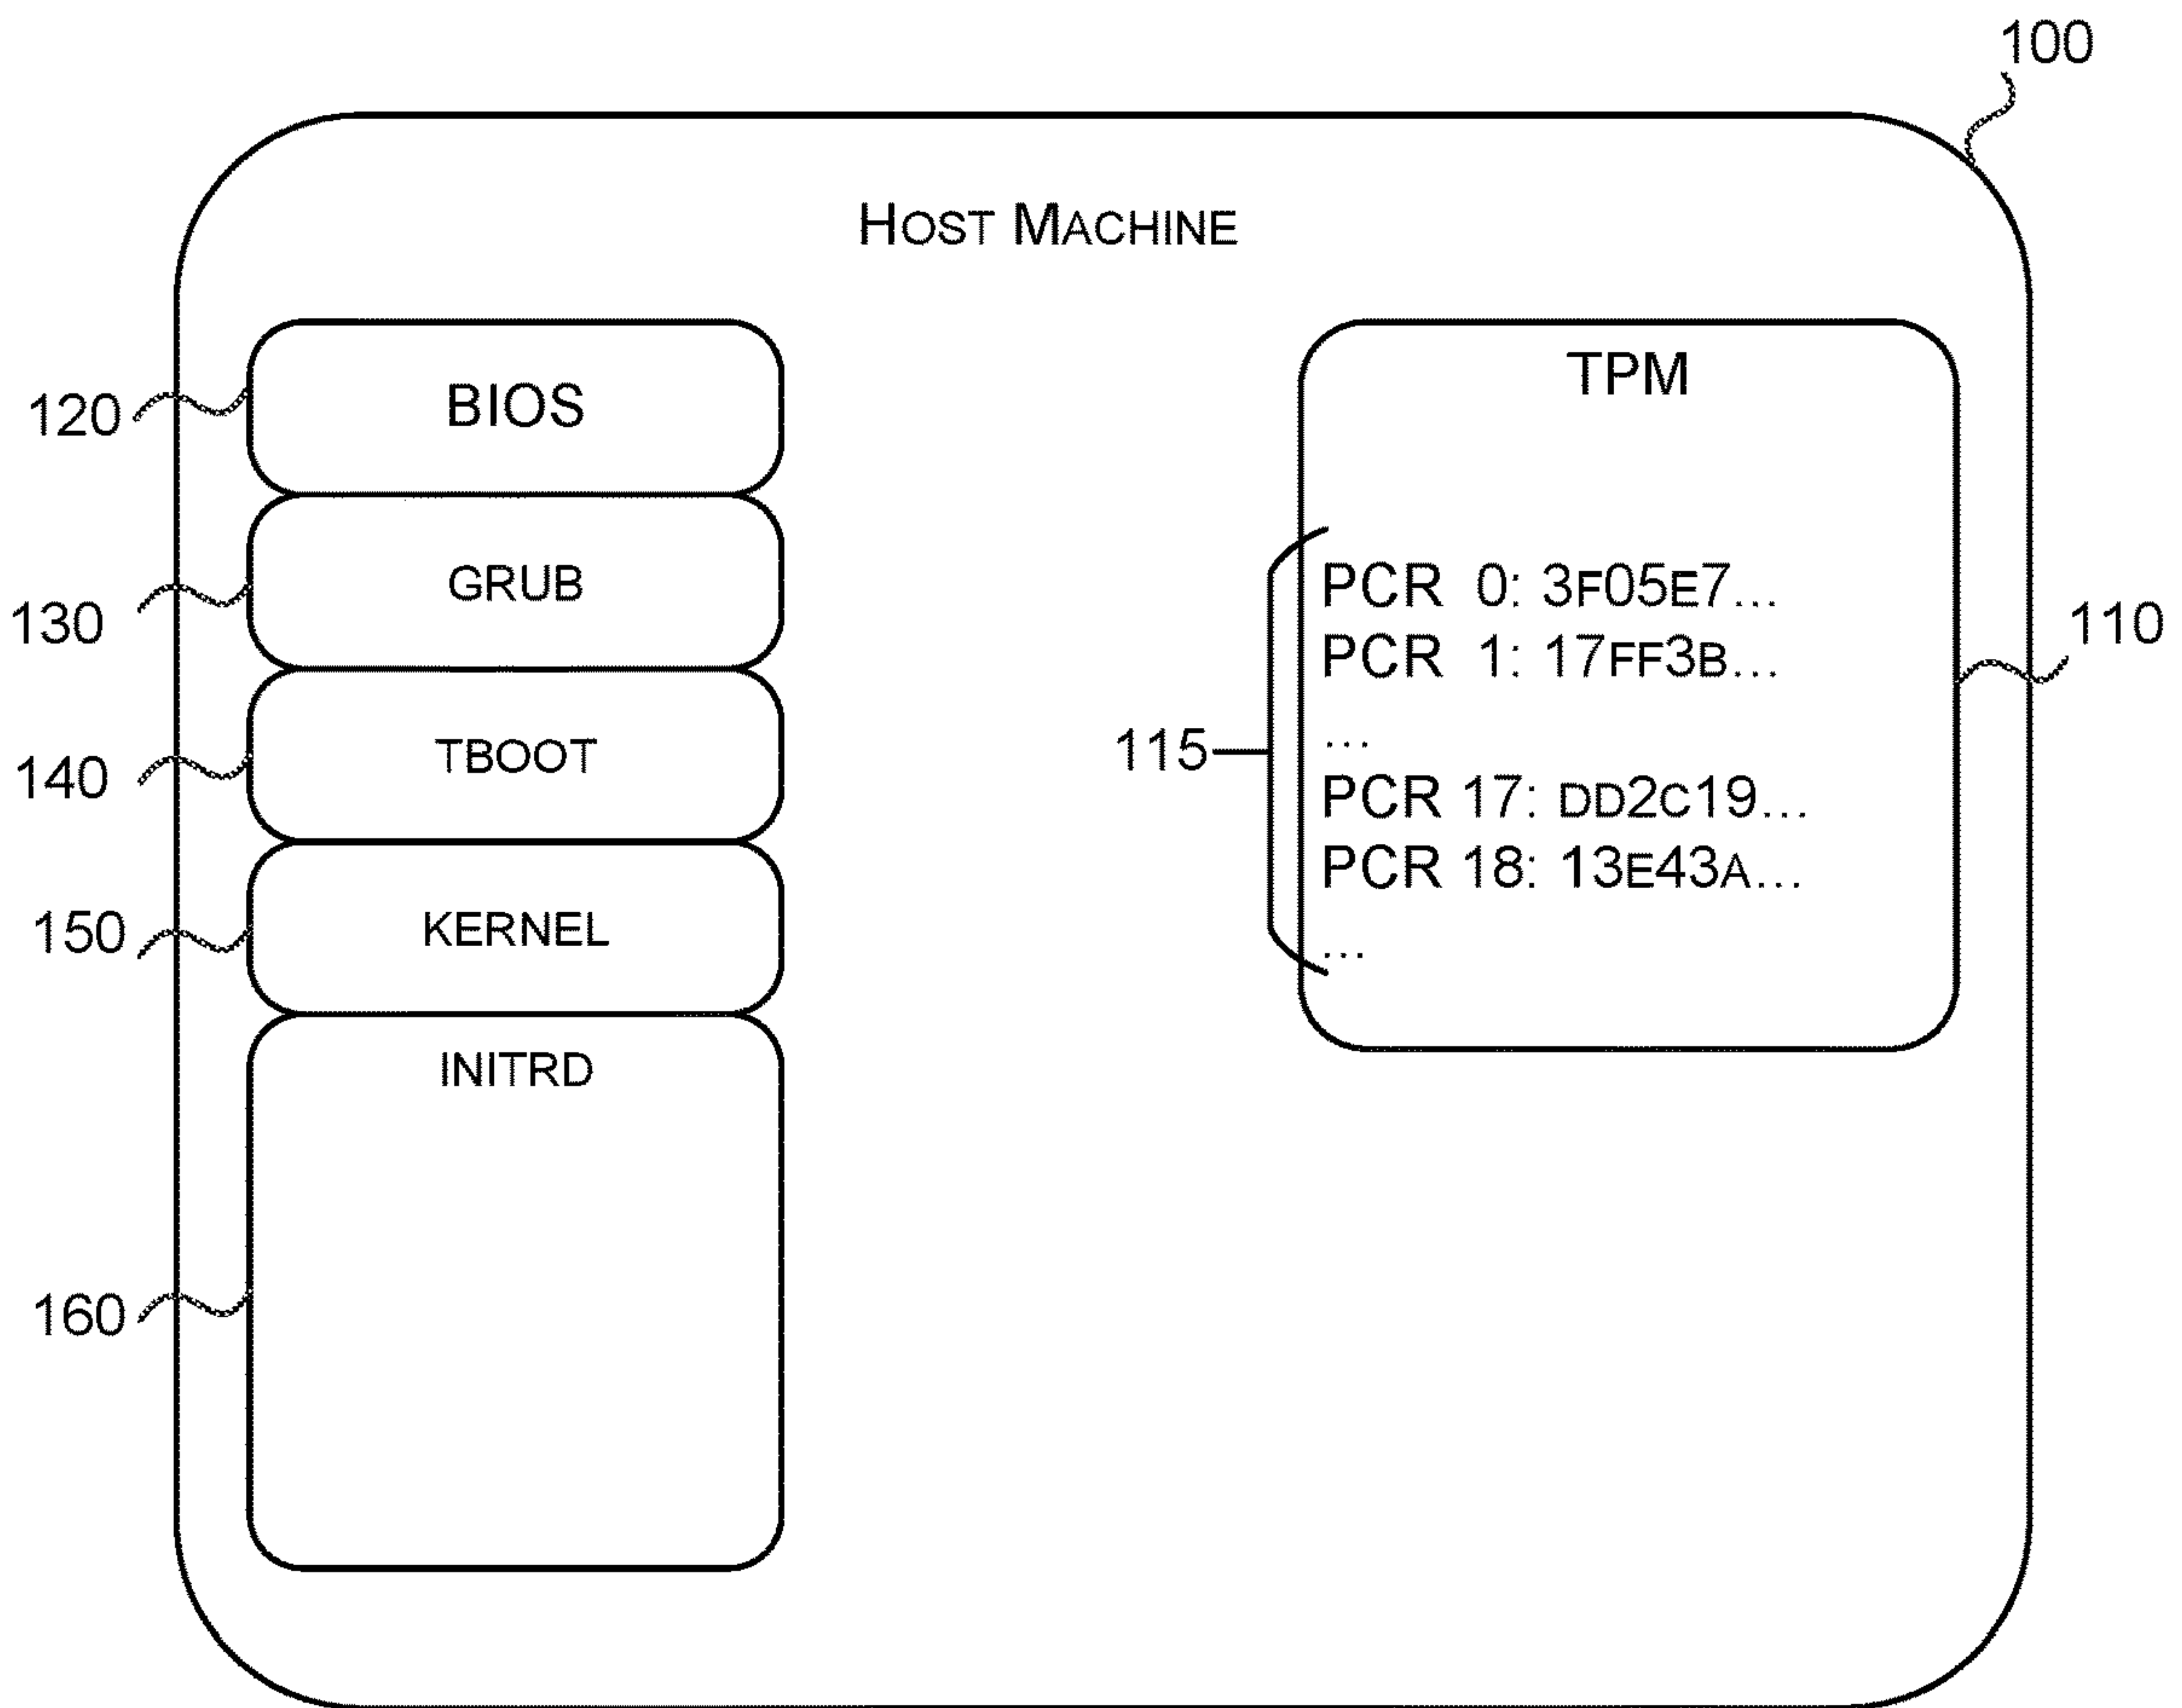 100
HOST MACHINE
120
BIOS
130
GRUB
140
TBOOT
150
KERNEL
160
INITRD
TPM
115
PCR 0: 3F05E7...
PCR 1: 17FF3B...
...
PCR 17: DD2C19...
PCR 18: 13E43A...
...
110